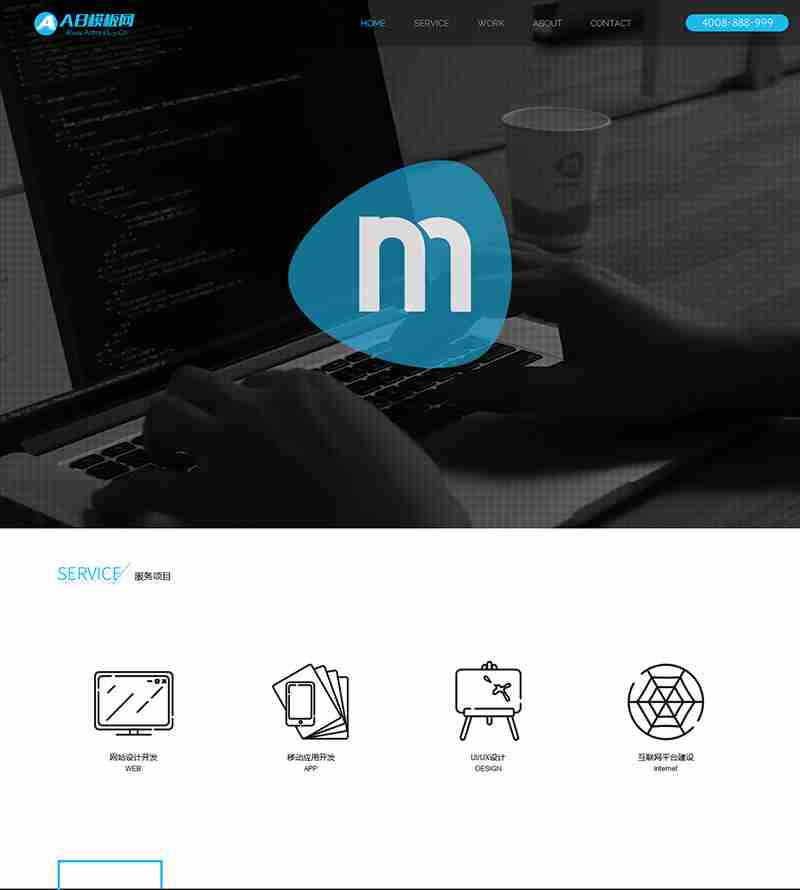 AB模板网
HOME SERVICE WORK ABOUT CONTACT
4008-888-999
m
SERVICE 服务项目
网站设计开发
WEB
移动应用开发
APP
UI/UX设计
DESIGN
互联网平台建设
Internet